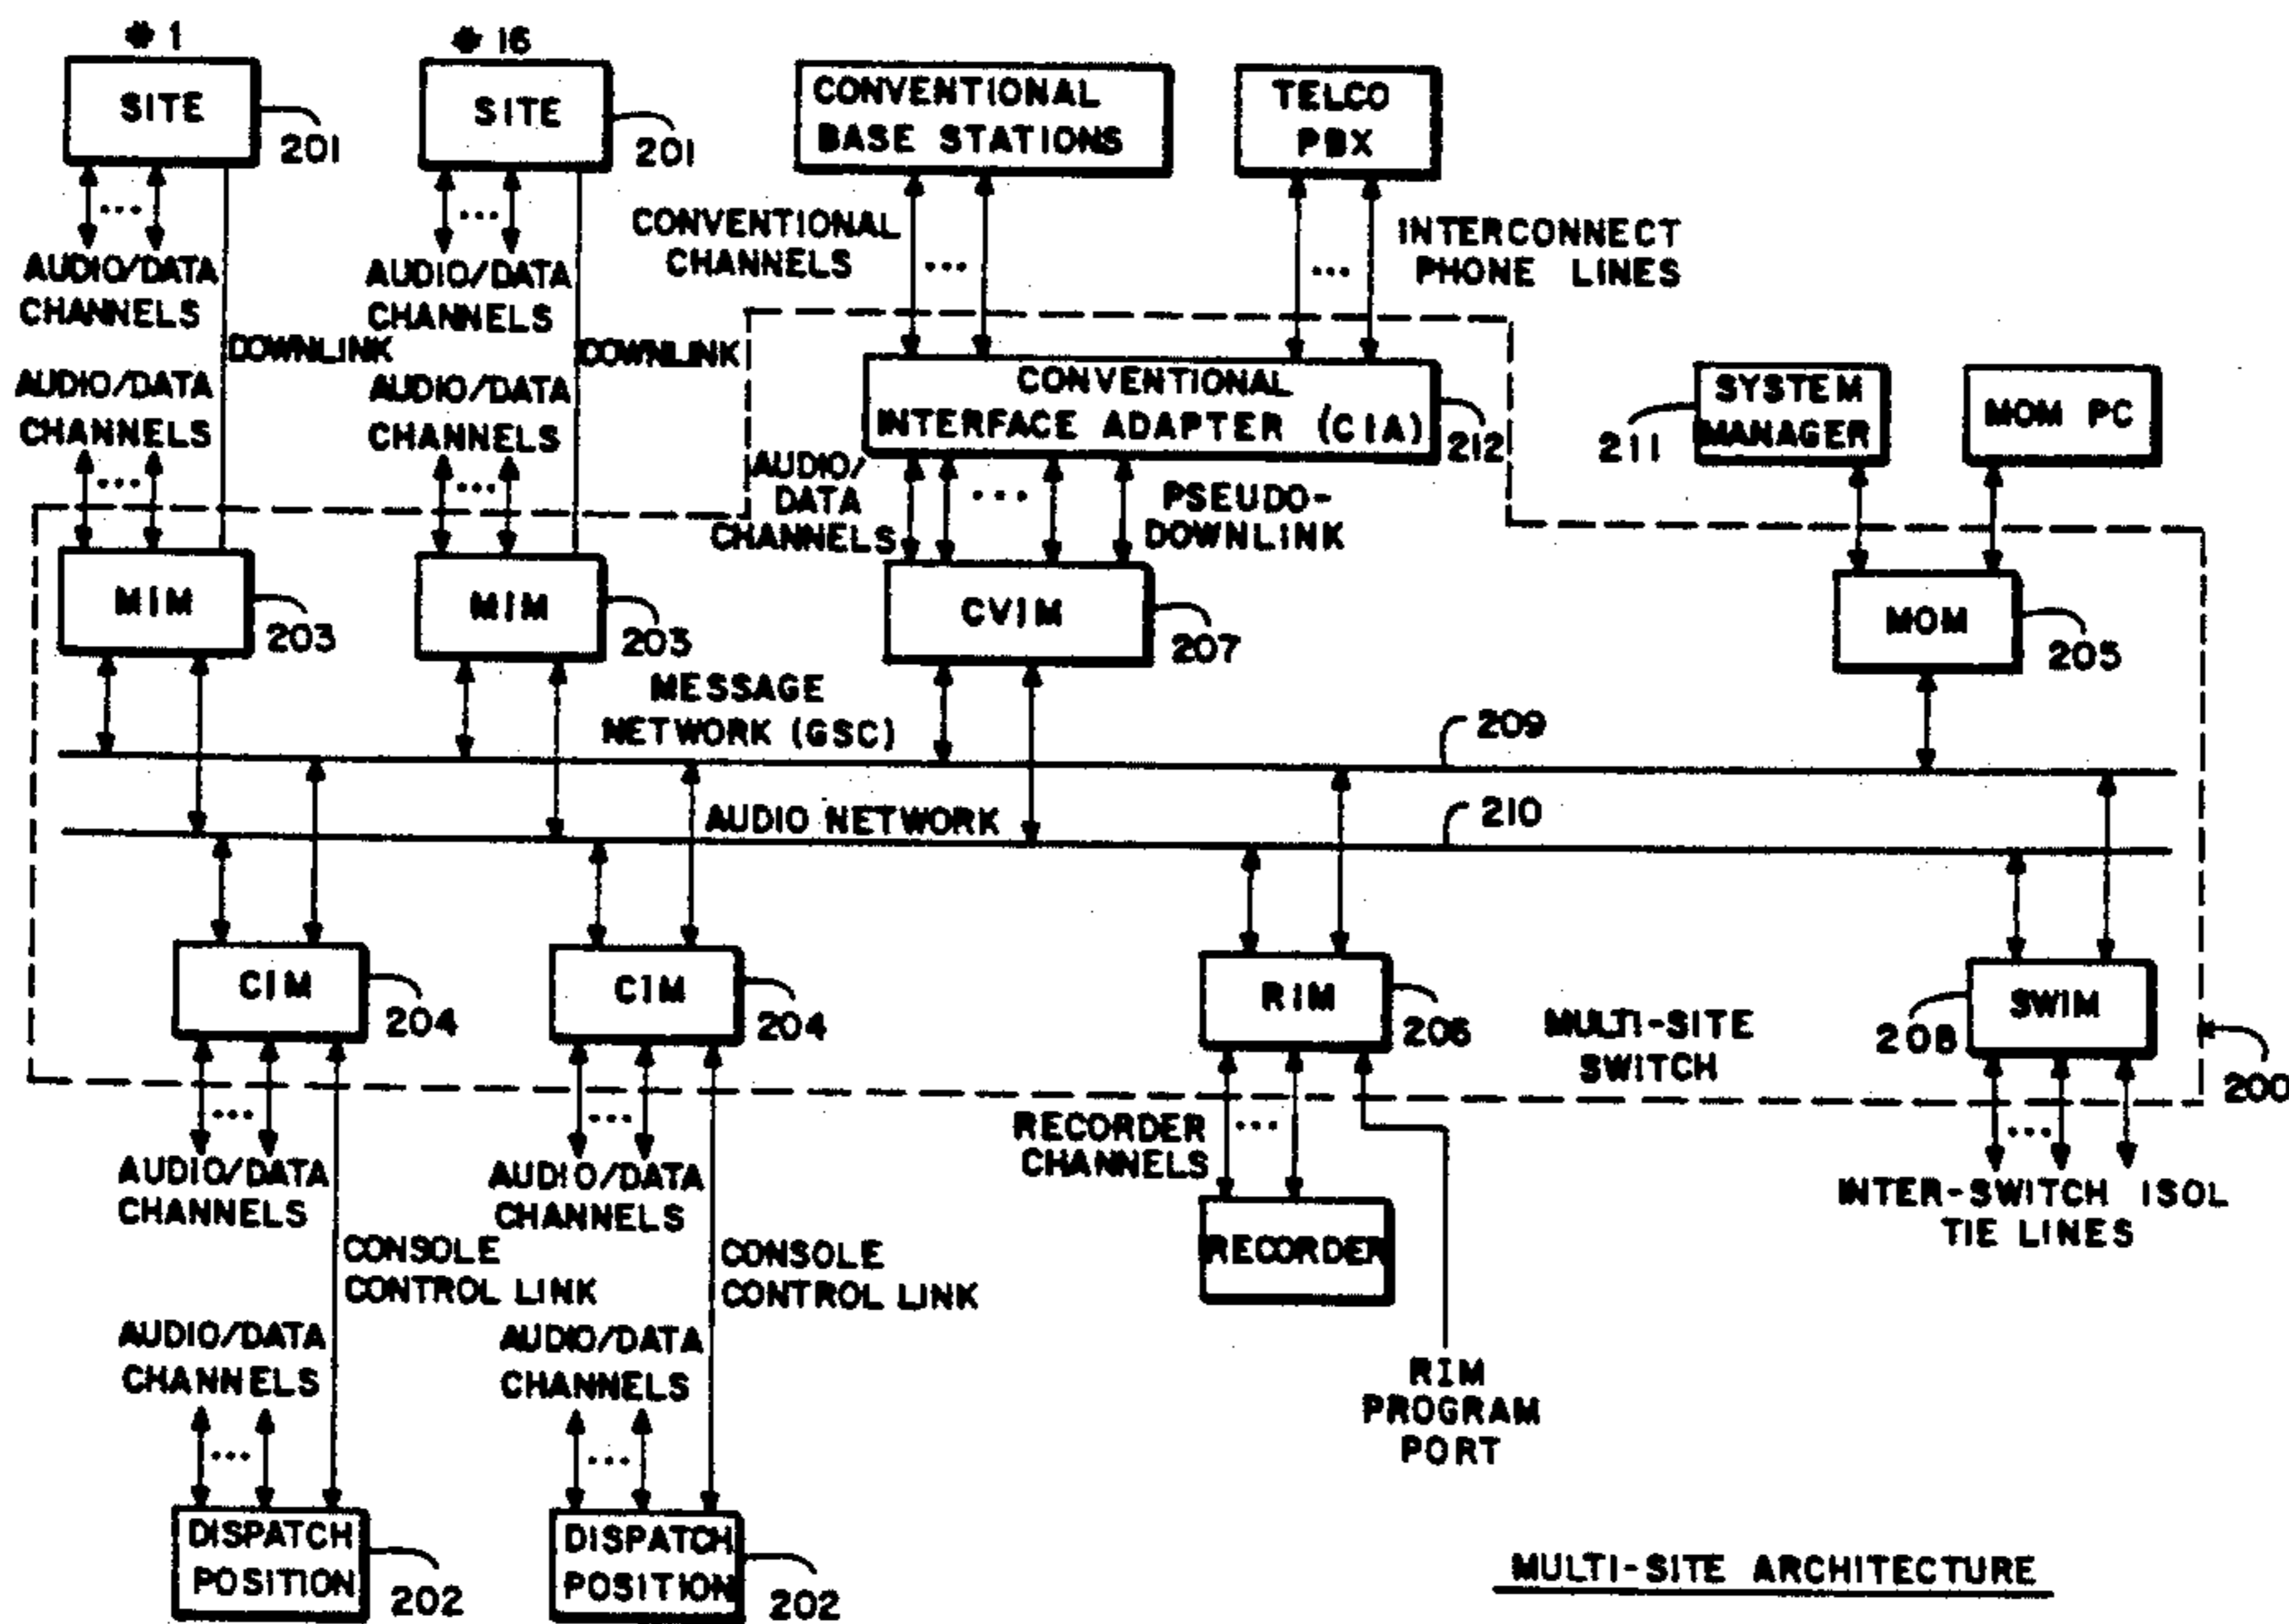 # 1
# 16
SITE
201
SITE
201
CONVENTIONAL
BASE STATIONS
TELCO
PBX
AUDIO/DATA
CHANNELS
AUDIO/DATA
CHANNELS
CONVENTIONAL
CHANNELS
INTERCONNECT
PHONE LINES
DOWNLINK
DOWNLINK
AUDIO/DATA
CHANNELS
AUDIO/DATA
CHANNELS
CONVENTIONAL
INTERFACE ADAPTER (CIA)
212
211
SYSTEM
MANAGER
MOM PC
AUDIO/
DATA
CHANNELS
PSEUDO-
DOWNLINK
MIM
203
MIM
203
CVIM
207
MOM
205
MESSAGE
NETWORK (GSC)
209
AUDIO NETWORK
210
CIM
204
CIM
204
RIM
206
MULTI-SITE
SWITCH
SWIM
208
200
AUDIO/DATA
CHANNELS
AUDIO/DATA
CHANNELS
RECORDER
CHANNELS
INTER-SWITCH ISOL
TIE LINES
CONSOLE
CONTROL LINK
CONSOLE
CONTROL LINK
RECORDER
AUDIO/DATA
CHANNELS
AUDIO/DATA
CHANNELS
RIM
PROGRAM
PORT
DISPATCH
POSITION
202
DISPATCH
POSITION
202
MULTI-SITE ARCHITECTURE